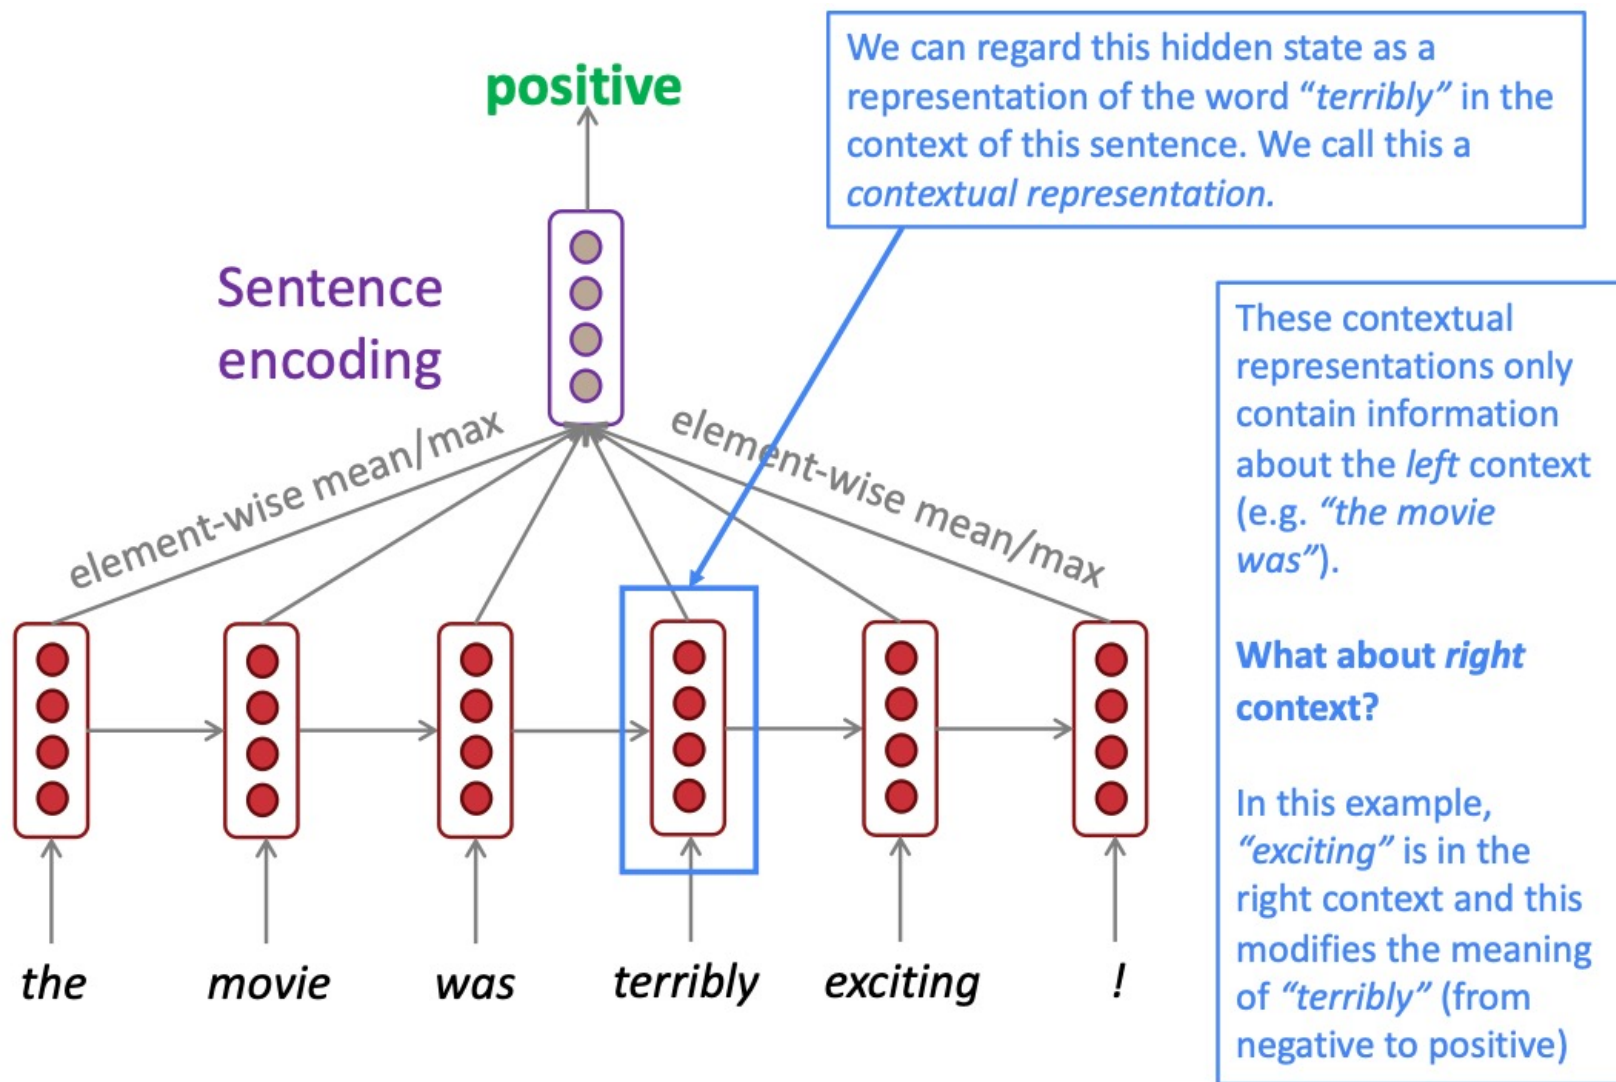 positive
We can regard this hidden state as a
representation of the word “terribly” in the
context of this sentence. We call this a
contextual representation.
Sentence
encoding
element-wise mean/max
element-wise mean/max
These contextual
representations only
contain information
about the left context
(e.g. “the movie
was”).
What about right
context?
In this example,
“exciting” is in the
right context and this
modifies the meaning
of “terribly” (from
negative to positive)
the movie was terribly exciting !